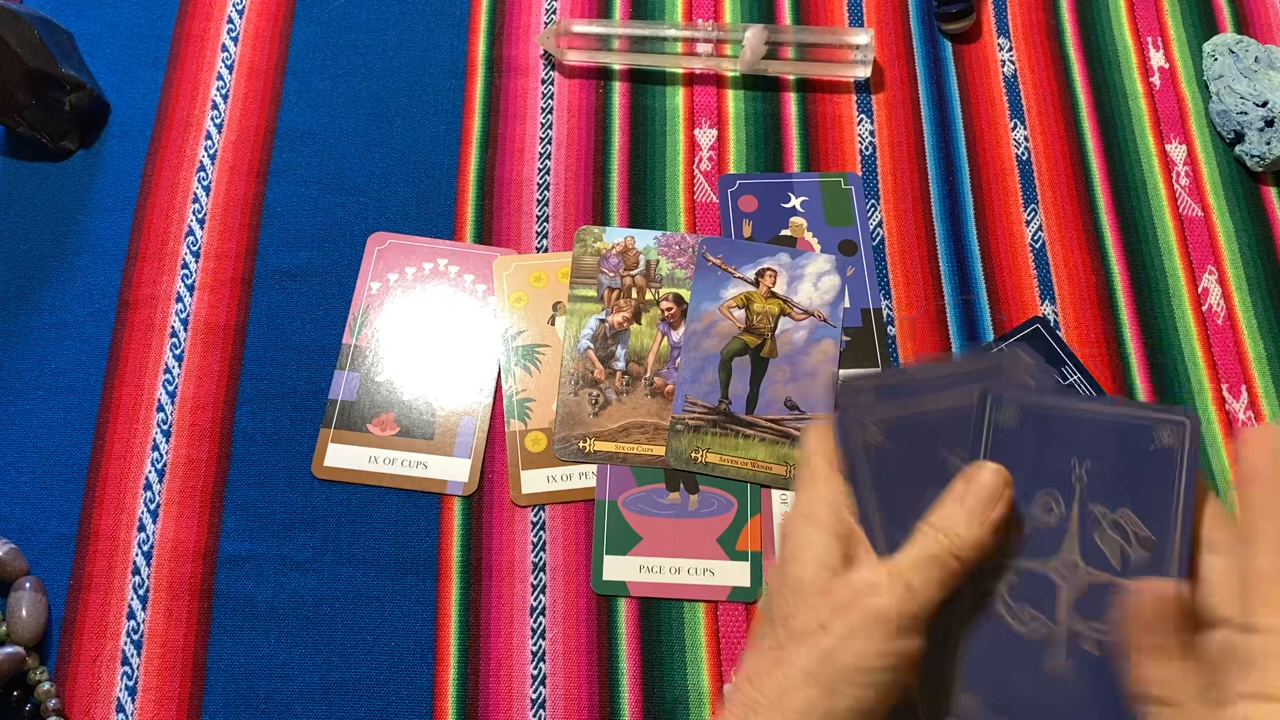 IX OF CUPS
IX OF PEN
SIX OF CUPS
SEVEN OF WANDS
PAGE OF CUPS